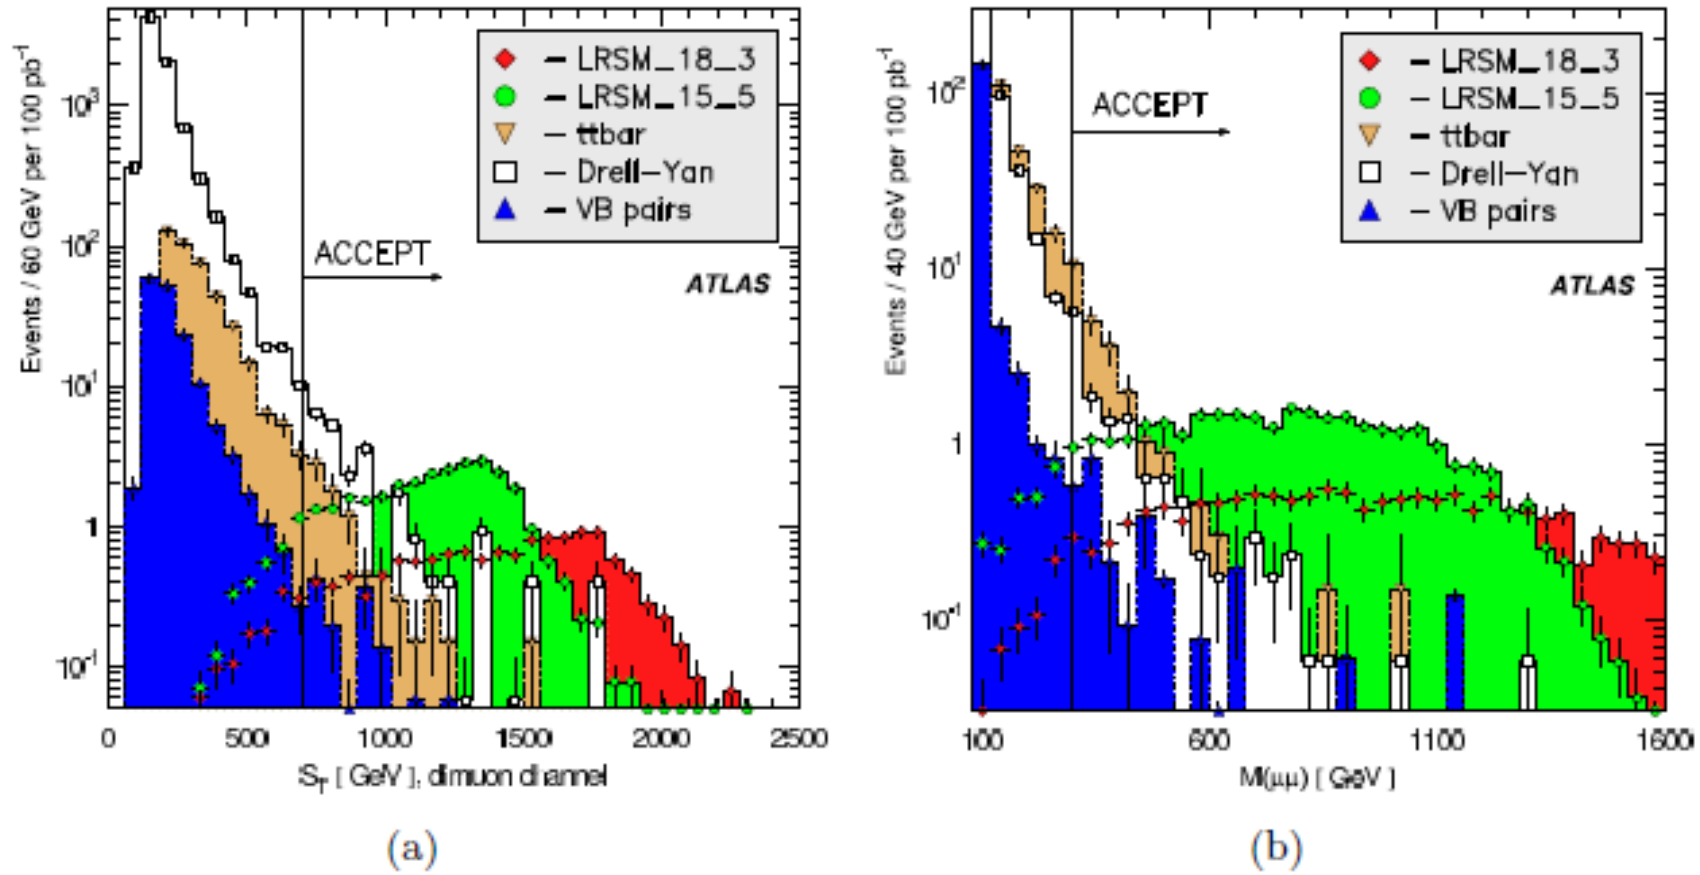 Events / 60 GeV per 100 pb⁻¹
10³
10²
10¹
1
10⁻¹
LRSM_18_3
LRSM_15_5
ttbar
Drell-Yan
VB pairs
ACCEPT
ATLAS
0 500 1000 1500 2000 2500
S_T [ GeV ], dimuon channel
(a)
Events / 40 GeV per 100 pb⁻¹
10²
10¹
1
10⁻¹
LRSM_18_3
LRSM_15_5
ttbar
Drell-Yan
VB pairs
ACCEPT
ATLAS
100 600 1100 1600
M(μμ) [ GeV ]
(b)